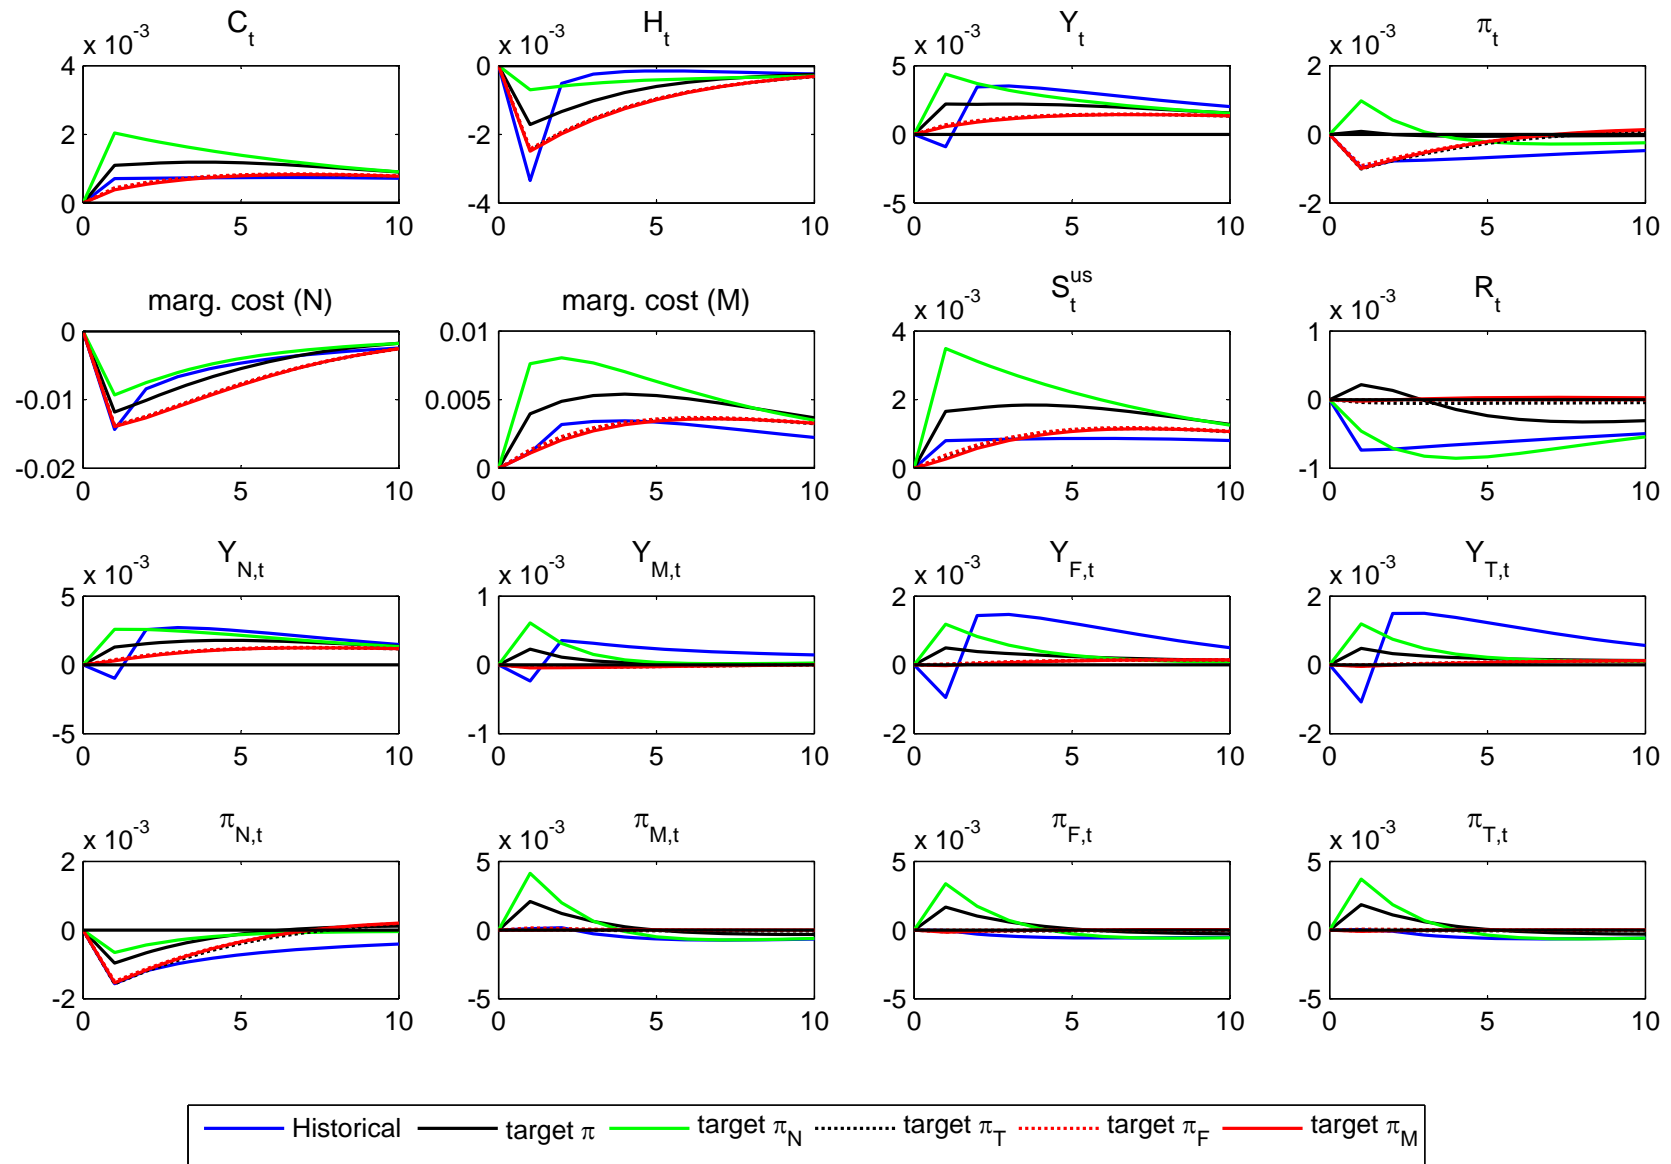 C_t H_t Y_t π_t
x 10^-3 x 10^-3 x 10^-3 x 10^-3
4 0 5 2
2 -2 0 0
0 -4 -5 -2
0 5 10 0 5 10 0 5 10 0 5 10
marg. cost (N) marg. cost (M) S_t^us R_t
x 10^-3 x 10^-3
0 0.01 4 1
-0.01 0.005 2 0
-0.02 0 0 -1
0 5 10 0 5 10 0 5 10 0 5 10
Y_N,t Y_M,t Y_F,t Y_T,t
x 10^-3 x 10^-3 x 10^-3 x 10^-3
5 1 2 2
0 0 0 0
-5 -1 -2 -2
0 5 10 0 5 10 0 5 10 0 5 10
π_N,t π_M,t π_F,t π_T,t
x 10^-3 x 10^-3 x 10^-3 x 10^-3
2 5 5 5
0 0 0 0
-2 -5 -5 -5
0 5 10 0 5 10 0 5 10 0 5 10
Historical target π target π_N target π_T target π_F target π_M